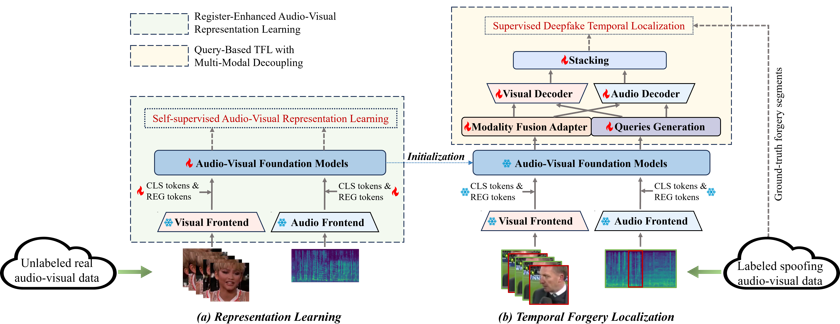 Register-Enhanced Audio-Visual
Representation Learning
Query-Based TFL with
Multi-Modal Decoupling
Self-supervised Audio-Visual Representation Learning
Audio-Visual Foundation Models
CLS tokens &
REG tokens
CLS tokens &
REG tokens
Visual Frontend
Audio Frontend
Unlabeled real
audio-visual data
(a) Representation Learning
Initialization
Supervised Deepfake Temporal Localization
Stacking
Visual Decoder
Audio Decoder
Modality Fusion Adapter
Queries Generation
Audio-Visual Foundation Models
CLS tokens &
REG tokens
CLS tokens &
REG tokens
Visual Frontend
Audio Frontend
Ground-truth forgery segments
Labeled spoofing
audio-visual data
(b) Temporal Forgery Localization